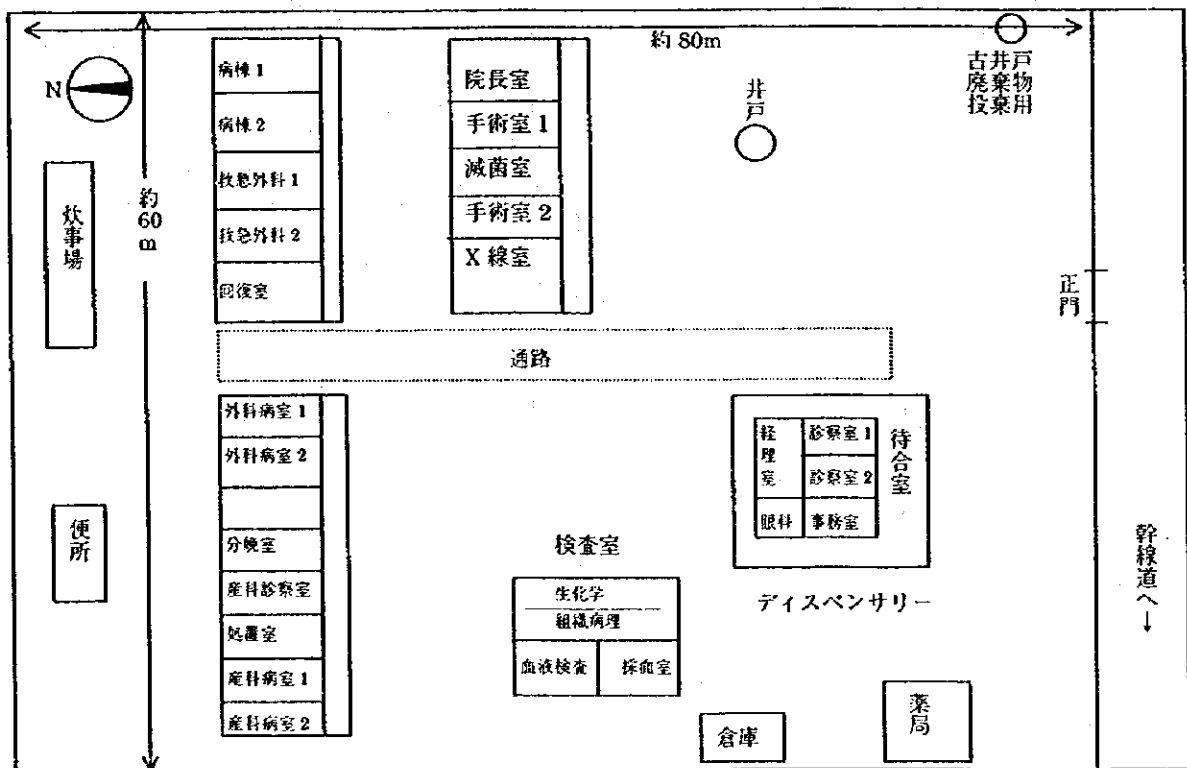 約 80m
N
約60m
病棟 1
病棟 2
救急外科 1
救急外科 2
回復室
院長室
手術室 1
滅菌室
手術室 2
X 線室
井戸
古井戸
廃棄物
投棄用
炊事場
正門
通路
外科病室 1
外科病室 2
分娩室
産科診察室
処置室
産科病室 1
産科病室 2
便所
検査室
生化学
組織病理
血液検査
採血室
経理室
診察室 1
診察室 2
眼科
事務室
待合室
ディスペンサリー
幹線道へ→
倉庫
薬局